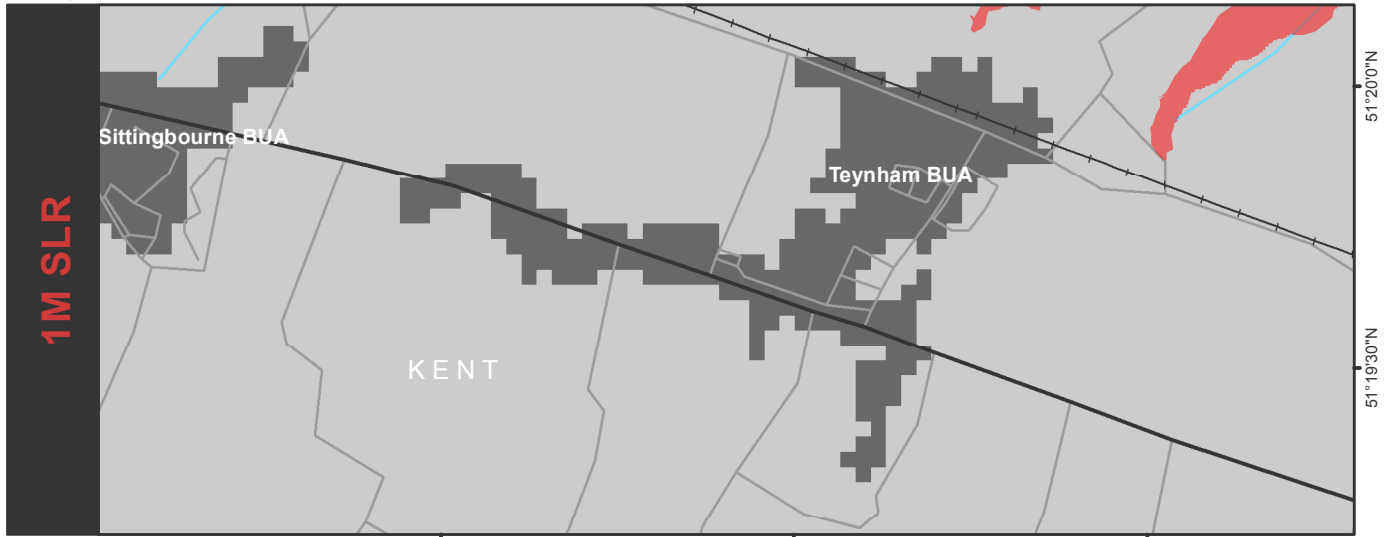 1M SLR
Sittingbourne BUA
Teynham BUA
KENT
51°20'0"N
51°19'30"N